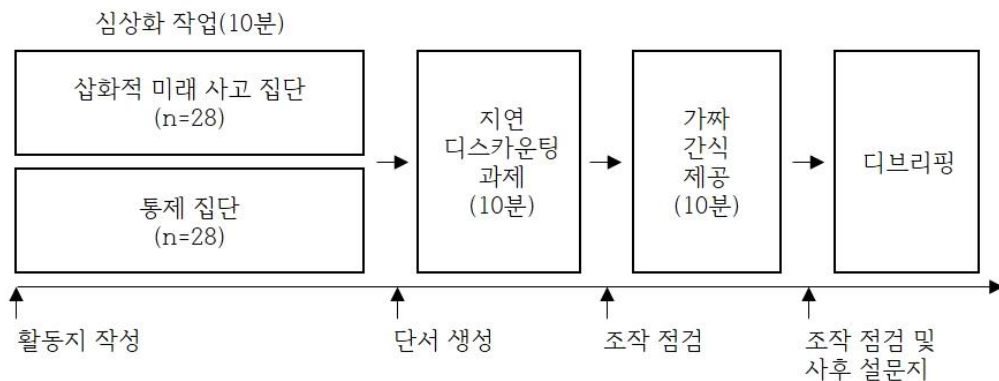 심상화 작업(10분)
삽화적 미래 사고 집단
(n=28)
통제 집단
(n=28)
지연
디스카운팅
과제
(10분)
가짜
간식
제공
(10분)
디브리핑
활동지 작성
단서 생성
조작 점검
조작 점검 및
사후 설문지